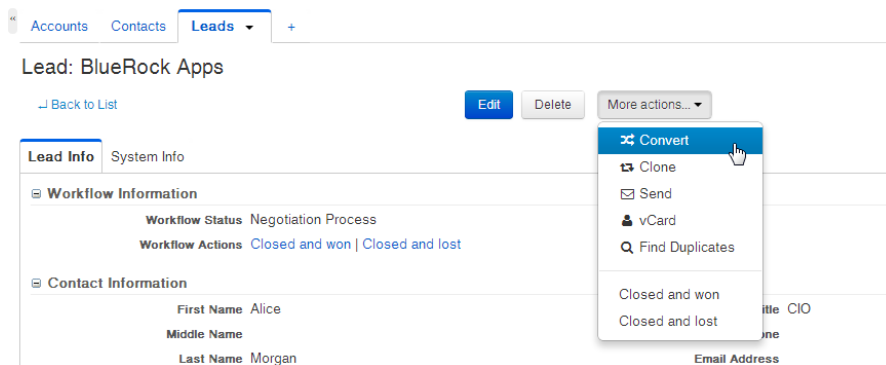 «
Accounts Contacts Leads +
Lead: BlueRock Apps
Back to List
Edit Delete More actions...
Convert
Clone
Send
vCard
Find Duplicates
Closed and won
Closed and lost
Lead Info System Info
Workflow Information
Workflow Status Negotiation Process
Workflow Actions Closed and won | Closed and lost
Contact Information
First Name Alice
CIO
Middle Name
Last Name Morgan
Email Address